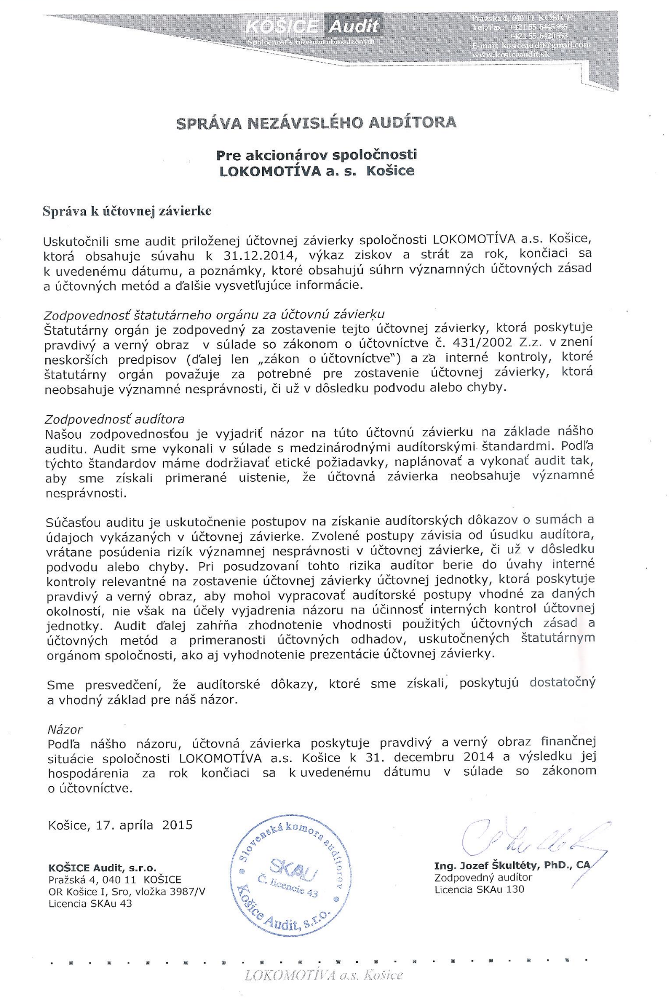 KOŠICE Audit
Spoločnosť s ručením obmedzeným
Pražská 4, 040 11 KOŠICE
Tel./Fax: +421 55 6445955
+421 55 6420553
E-mail: kosiceaudit@gmail.com
www.kosiceaudit.sk
SPRÁVA NEZÁVISLÉHO AUDÍTORA
Pre akcionárov spoločnosti
LOKOMOTÍVA a. s. Košice
Správa k účtovnej závierke
Uskutočnili sme audit priloženej účtovnej závierky spoločnosti LOKOMOTÍVA a.s. Košice,
ktorá obsahuje súvahu k 31.12.2014, výkaz ziskov a strát za rok, končiaci sa
k uvedenému dátumu, a poznámky, ktoré obsahujú súhrn významných účtovných zásad
a účtovných metód a ďalšie vysvetľujúce informácie.
Zodpovednosť štatutárneho orgánu za účtovnú závierku
Štatutárny orgán je zodpovedný za zostavenie tejto účtovnej závierky, ktorá poskytuje
pravdivý a verný obraz v súlade so zákonom o účtovníctve č. 431/2002 Z.z. v znení
neskorších predpisov (ďalej len „zákon o účtovníctve“) a za interné kontroly, ktoré
štatutárny orgán považuje za potrebné pre zostavenie účtovnej závierky, ktorá
neobsahuje významné nesprávnosti, či už v dôsledku podvodu alebo chyby.
Zodpovednosť audítora
Našou zodpovednosťou je vyjadriť názor na túto účtovnú závierku na základe nášho
auditu. Audit sme vykonali v súlade s medzinárodnými audítorskými štandardmi. Podľa
týchto štandardov máme dodržiavať etické požiadavky, naplánovať a vykonať audit tak,
aby sme získali primerané uistenie, že účtovná závierka neobsahuje významné
nesprávnosti.
Súčasťou auditu je uskutočnenie postupov na získanie audítorských dôkazov o sumách a
údajoch vykázaných v účtovnej závierke. Zvolené postupy závisia od úsudku audítora,
vrátane posúdenia rizík významnej nesprávnosti v účtovnej závierke, či už v dôsledku
podvodu alebo chyby. Pri posudzovaní tohto rizika audítor berie do úvahy interné
kontroly relevantné na zostavenie účtovnej závierky účtovnej jednotky, ktorá poskytuje
pravdivý a verný obraz, aby mohol vypracovať audítorské postupy vhodné za daných
okolností, nie však na účely vyjadrenia názoru na účinnosť interných kontrol účtovnej
jednotky. Audit ďalej zahŕňa zhodnotenie vhodnosti použitých účtovných zásad a
účtovných metód a primeranosti účtovných odhadov, uskutočnených štatutárnym
orgánom spoločnosti, ako aj vyhodnotenie prezentácie účtovnej závierky.
Sme presvedčení, že audítorské dôkazy, ktoré sme získali, poskytujú dostatočný
a vhodný základ pre náš názor.
Názor
Podľa nášho názoru, účtovná závierka poskytuje pravdivý a verný obraz finančnej
situácie spoločnosti LOKOMOTÍVA a.s. Košice k 31. decembru 2014 a výsledku jej
hospodárenia za rok končiaci sa k uvedenému dátumu v súlade so zákonom
o účtovníctve.
Košice, 17. apríla 2015
KOŠICE Audit, s.r.o.
Pražská 4, 040 11 KOŠICE
OR Košice I, Sro, vložka 3987/V
Licencia SKAu 43
Slovenská komora audítorov
SKAU
Č. licencie 43
Košice Audit, s.r.o.
Ing. Jozef Škultéty, PhD., CA
Zodpovedný audítor
Licencia SKAu 130
LOKOMOTÍVA a.s. Košice